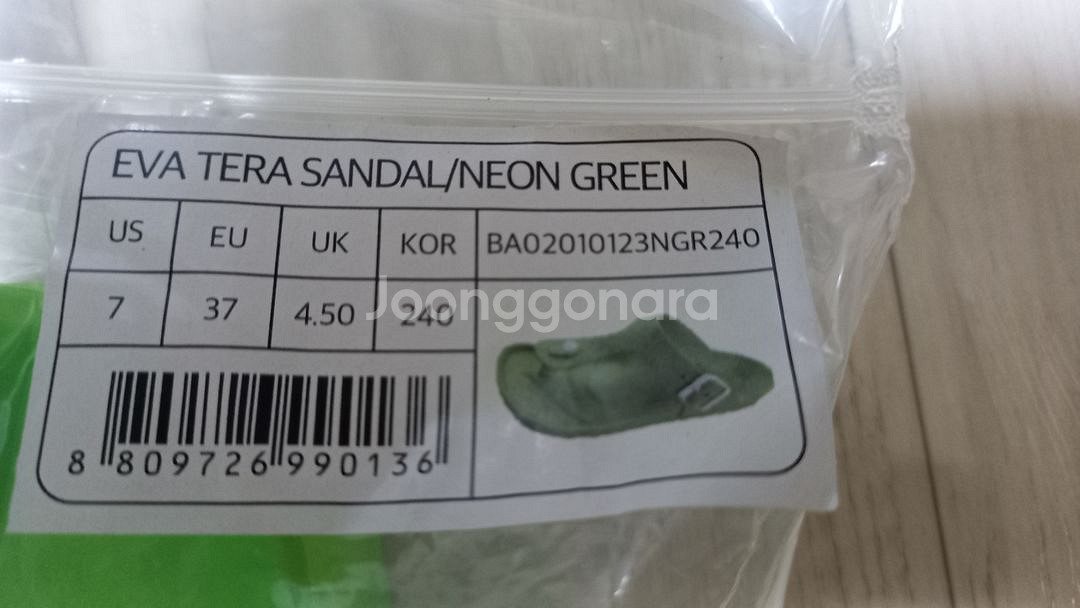 EVA TERA SANDAL/NEON GREEN
US EU UK KOR BA02010123NGR240
7 37 4.50 240
Joonggonara
8 809726 990136